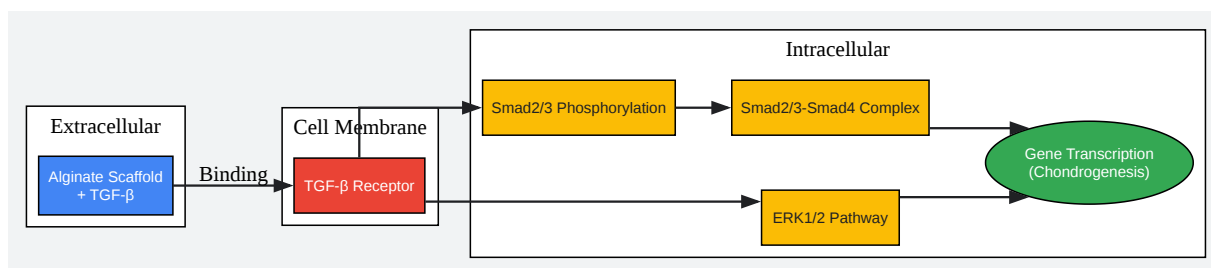 Extracellular
Alginate Scaffold
+ TGF-β
Binding
Cell Membrane
TGF-β Receptor
Intracellular
Smad2/3 Phosphorylation
Smad2/3-Smad4 Complex
ERK1/2 Pathway
Gene Transcription
(Chondrogenesis)